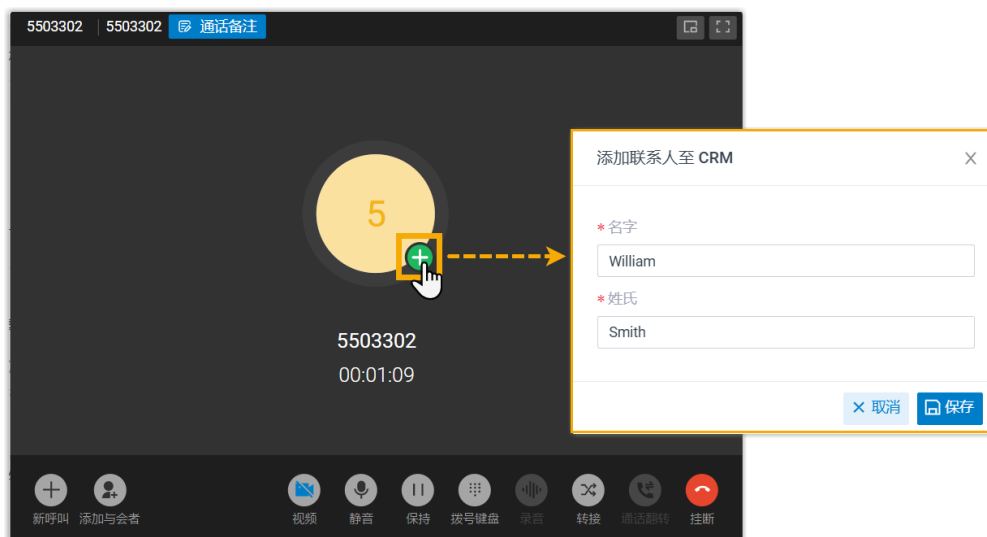 5503302 5503302 通话备注
5
5503302
00:01:09
添加联系人至 CRM
* 名字
William
* 姓氏
Smith
取消 保存
新呼叫 添加与会者 视频 静音 保持 拨号键盘 录音 转接 通话翻转 挂断